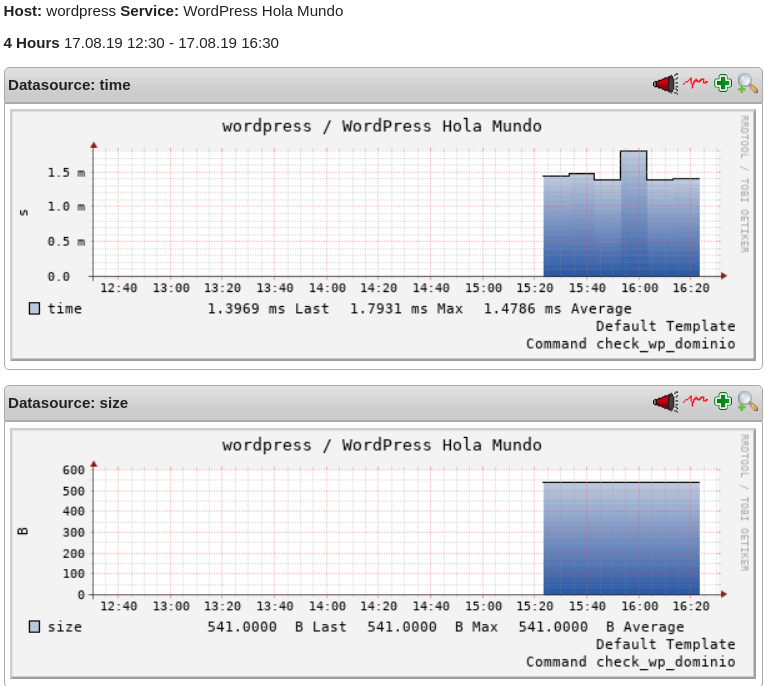 Host: wordpress Service: WordPress Hola Mundo
4 Hours 17.08.19 12:30 - 17.08.19 16:30
Datasource: time
wordpress / WordPress Hola Mundo
RRDTOOL / TOBI OETIKER
s
1.5 m
1.0 m
0.5 m
0.0
12:40 13:00 13:20 13:40 14:00 14:20 14:40 15:00 15:20 15:40 16:00 16:20
time 1.3969 ms Last 1.7931 ms Max 1.4786 ms Average
Default Template
Command check_wp_dominio
Datasource: size
wordpress / WordPress Hola Mundo
RRDTOOL / TOBI OETIKER
B
600
500
400
300
200
100
0
12:40 13:00 13:20 13:40 14:00 14:20 14:40 15:00 15:20 15:40 16:00 16:20
size 541.0000 B Last 541.0000 B Max 541.0000 B Average
Default Template
Command check_wp_dominio